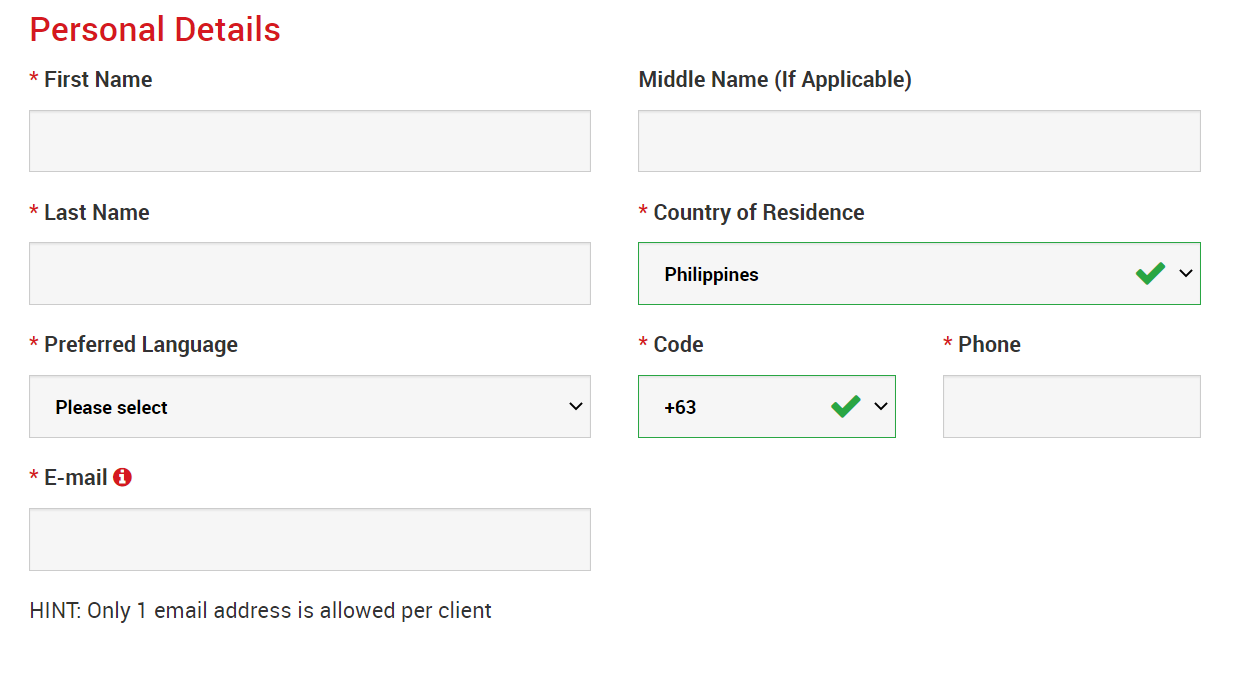 Personal Details
* First Name
Middle Name (If Applicable)
* Last Name
* Country of Residence
Philippines
* Preferred Language
* Code
* Phone
Please select
+63
* E-mail
HINT: Only 1 email address is allowed per client